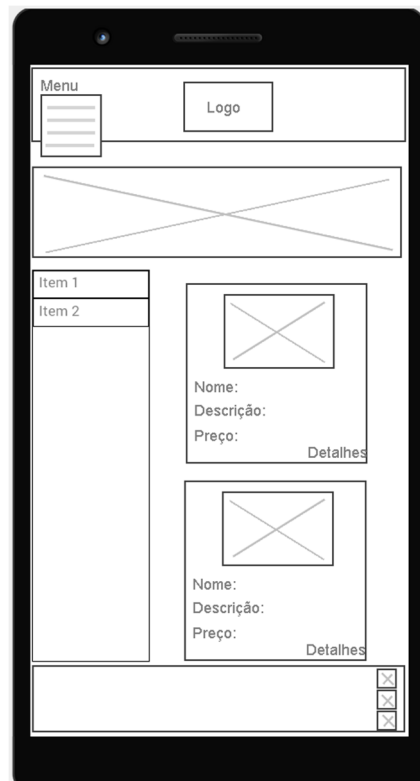 Menu
Logo
Item 1
Item 2
Nome:
Descrição:
Preço:
Detalhes
Nome:
Descrição:
Preço:
Detalhes